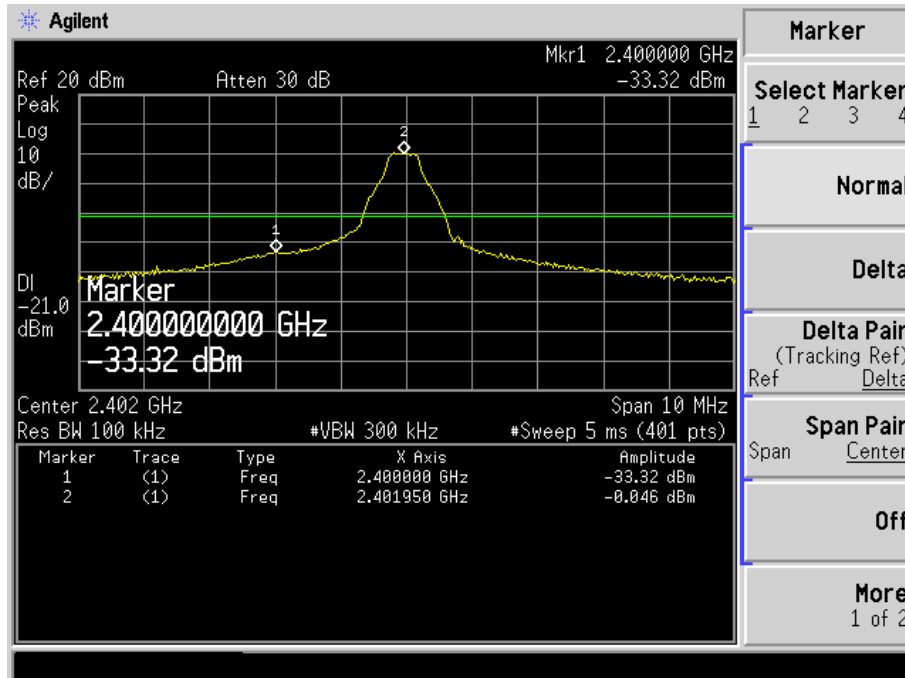 Agilent
Mkr1 2.400000 GHz
Ref 20 dBm Atten 30 dB -33.32 dBm
Peak
Log
10
dB/
2
1
DI
-21.0
dBm
Marker
2.400000000 GHz
-33.32 dBm
Center 2.402 GHz Span 10 MHz
Res BW 100 kHz #VBW 300 kHz #Sweep 5 ms (401 pts)
Marker Trace Type X Axis Amplitude
1 (1) Freq 2.400000 GHz -33.32 dBm
2 (1) Freq 2.401950 GHz -0.046 dBm
Marker
Select Marker
1 2 3 4
Normal
Delta
Delta Pair
(Tracking Ref)
Ref Delta
Span Pair
Span Center
Off
More
1 of 2